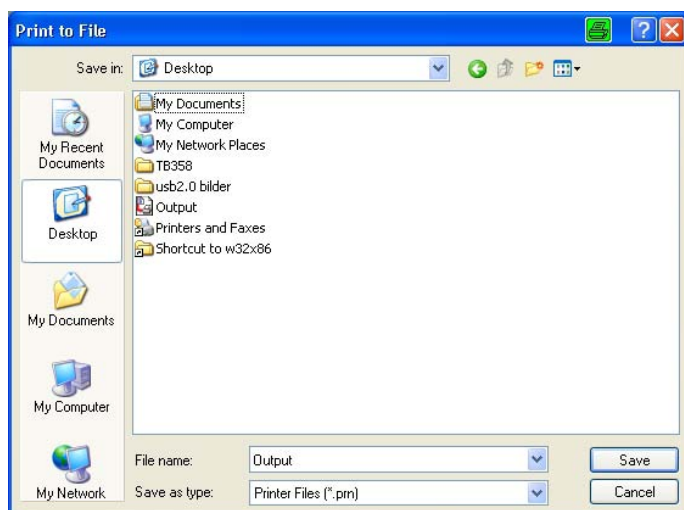 Print to File
Save in: Desktop
My Recent
Documents
Desktop
My Documents
My Computer
My Network
My Documents
My Computer
My Network Places
TB358
usb2.0 bilder
Output
Printers and Faxes
Shortcut to w32x86
File name: Output Save
Save as type: Printer Files (*.prn) Cancel